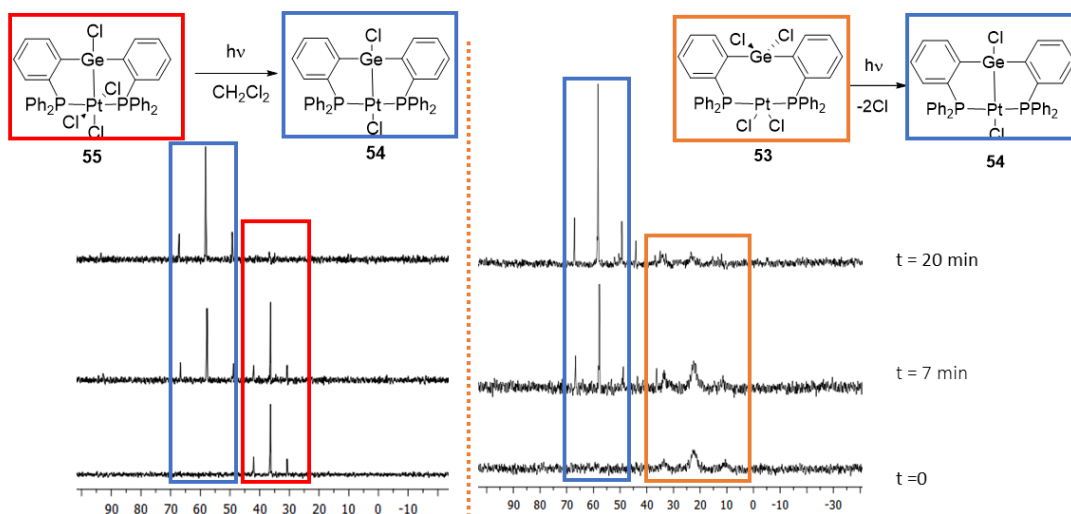 Cl
Ge
Cl
Ph2P
Pt
PPh2
Cl
Cl
55
hν
CH2Cl2
Cl
Ge
Ph2P
Pt
PPh2
Cl
54
Cl
Cl
Ge
Ph2P
Pt
PPh2
Cl
Cl
53
hν
-2Cl
Cl
Ge
Ph2P
Pt
PPh2
Cl
54
t = 20 min
t = 7 min
t =0
90 80 70 60 50 40 30 20 10 0 -10
90 80 70 60 50 40 30 20 10 0 -10 -30